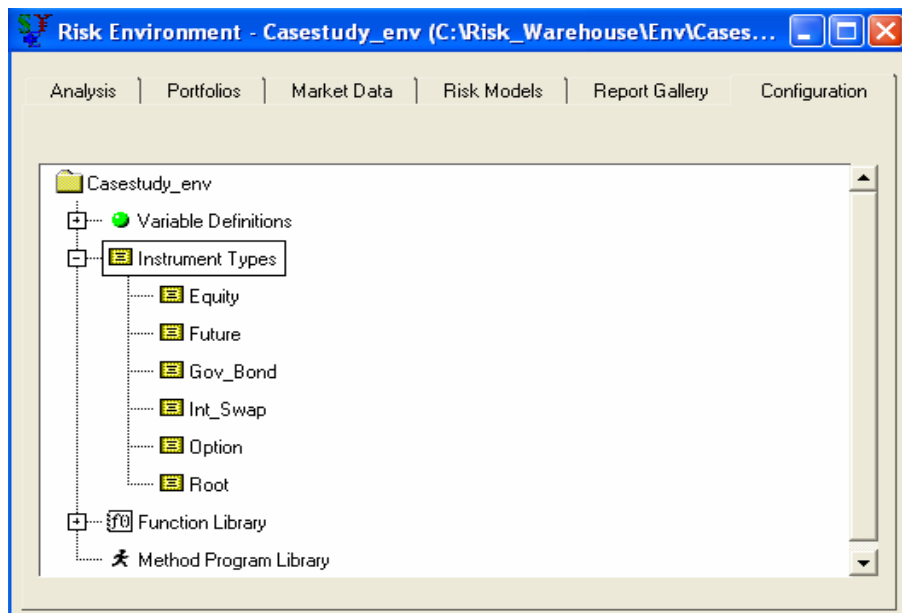 Risk Environment - Casestudy_env (C:\Risk_Warehouse\Env\Cases...
Analysis Portfolios Market Data Risk Models Report Gallery Configuration
Casestudy_env
Variable Definitions
Instrument Types
Equity
Future
Gov_Bond
Int_Swap
Option
Root
Function Library
Method Program Library